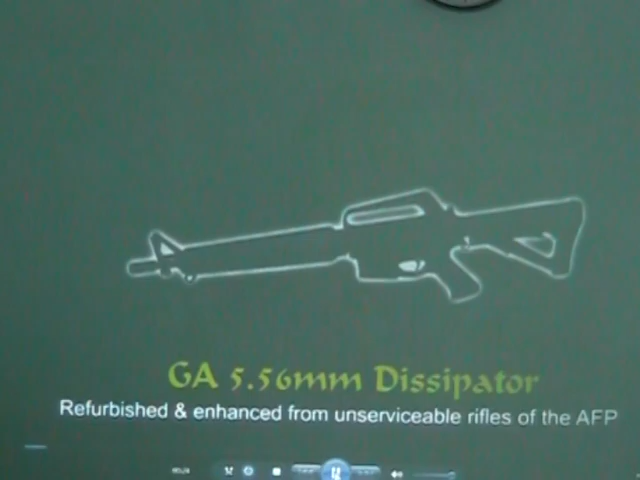 GA 5.56mm Dissipator
Refurbished & enhanced from unserviceable rifles of the AFP